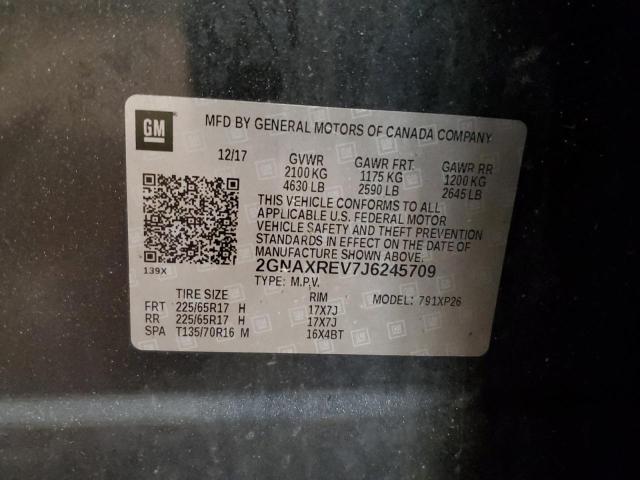 GM
MFD BY GENERAL MOTORS OF CANADA COMPANY
12/17 GVWR GAWR FRT. GAWR RR
2100 KG 1175 KG 1200 KG
4630 LB 2590 LB 2645 LB
THIS VEHICLE CONFORMS TO ALL
APPLICABLE U.S. FEDERAL MOTOR
VEHICLE SAFETY AND THEFT
PREVENTION STANDARDS IN
EFFECT ON THE DATE OF
MANUFACTURE SHOWN ABOVE.
139X 2GNAXREV7J6245709
TYPE: M.P.V.
TIRE SIZE RIM MODEL: 791XP26
FRT 225/65R17 H 17X7J
RR 225/65R17 H 17X7J
SPA T135/70R16 M 16X4BT